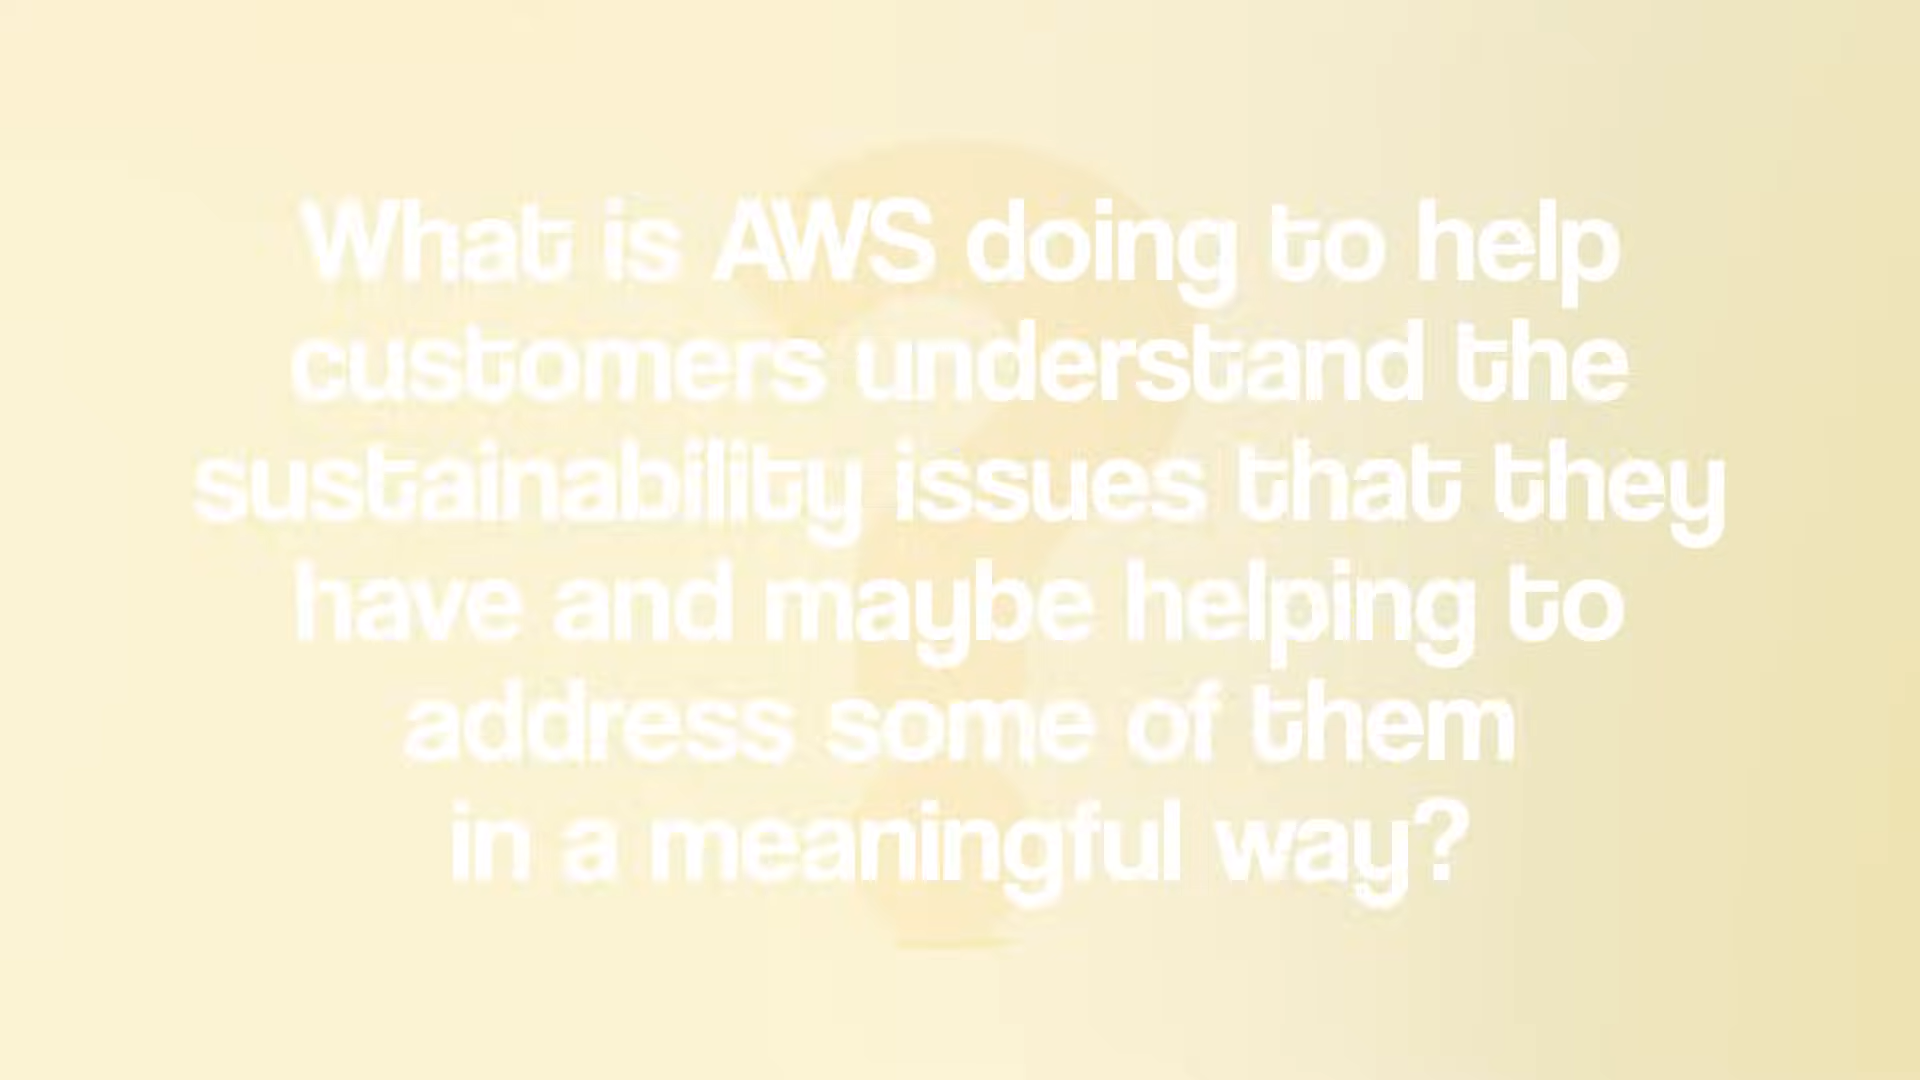 What is AWS doing to help
customers understand the
sustainability issues that they
have and maybe helping to
address some of them
in a meaningful way?